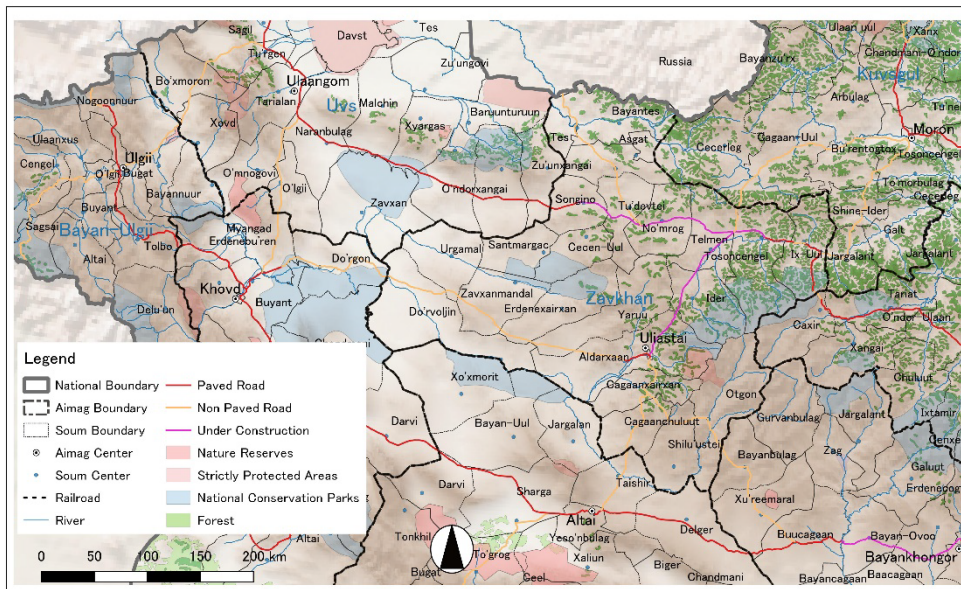 Sagil
Davst
Tes
Ulaan uul
Xanx
Tu'rgen
Zu'ungovi
Russia
Bayanzu'rx
Chandmani-O'ndor
Kuvsgul
Bo'xmoron
Ulaangom
Nogoonnuur
Tarialan
Uvs
Malchin
Baruunturuun
Bayantes
Arbulag
Tu'nel
Xovd
Xyargas
Tes
Asgat
Ulaanxus
Naranbulag
Cecerleg
Cagaan-Uul
Moron
Bu'rentogtox
Tosoncengel
Cengel
Ulgii
O'lgii
Bugat
O'mnogovi
Zu'unxangai
O'lgii
O'ndorxangai
To'morbulag
Bayannuur
Zavxan
Songino
Tu'dovtei
Shine-Ider
Buyant
Myangad
No'mrog
Galt
Sagsai
Bayan-Ulgii
Tolbo
Erdenebu'ren
Urgamal
Santmargac
Cecen-Uul
Telmen
Tosoncengel
Ix-Uul
Jargalant
Jargalant
Altai
Do'rgon
Khovd
Buyant
Zavxanmandal
Zavkhan
Ider
Tariat
Delu'un
Do'rvoljin
Erdenexairxan
Yaruu
O'ndor-Ulaan
Caxir
Uliastai
Xangai
Legend
Aldarxaan
Chuluut
National Boundary
Paved Road
Xo'xmorit
Cagaanxairxan
Otgon
Aimag Boundary
Non Paved Road
Darvi
Bayan-Uul
Jargalan
Cagaanchuluut
Gurvanbulag
Jargalant
Ixtamir
Soum Boundary
Under Construction
Shilu'ustei
Aimag Center
Nature Reserves
Bayanbulag
Zag
Galuut
Soum Center
Strictly Protected Areas
Darvi
Sharga
Taishir
Xu'reemaral
Railroad
National Conservation Parks
River
Forest
Altai
Delger
Buucagaan
Bayan-Ovoo
Altai
Tonkhil
Yeso'nbulag
Bayankhongor
0 50 100 200 km
To'grog
Xaliun
Biger
Bugat
Ceel
Chandmani
Bayancagaan
Baacagaan